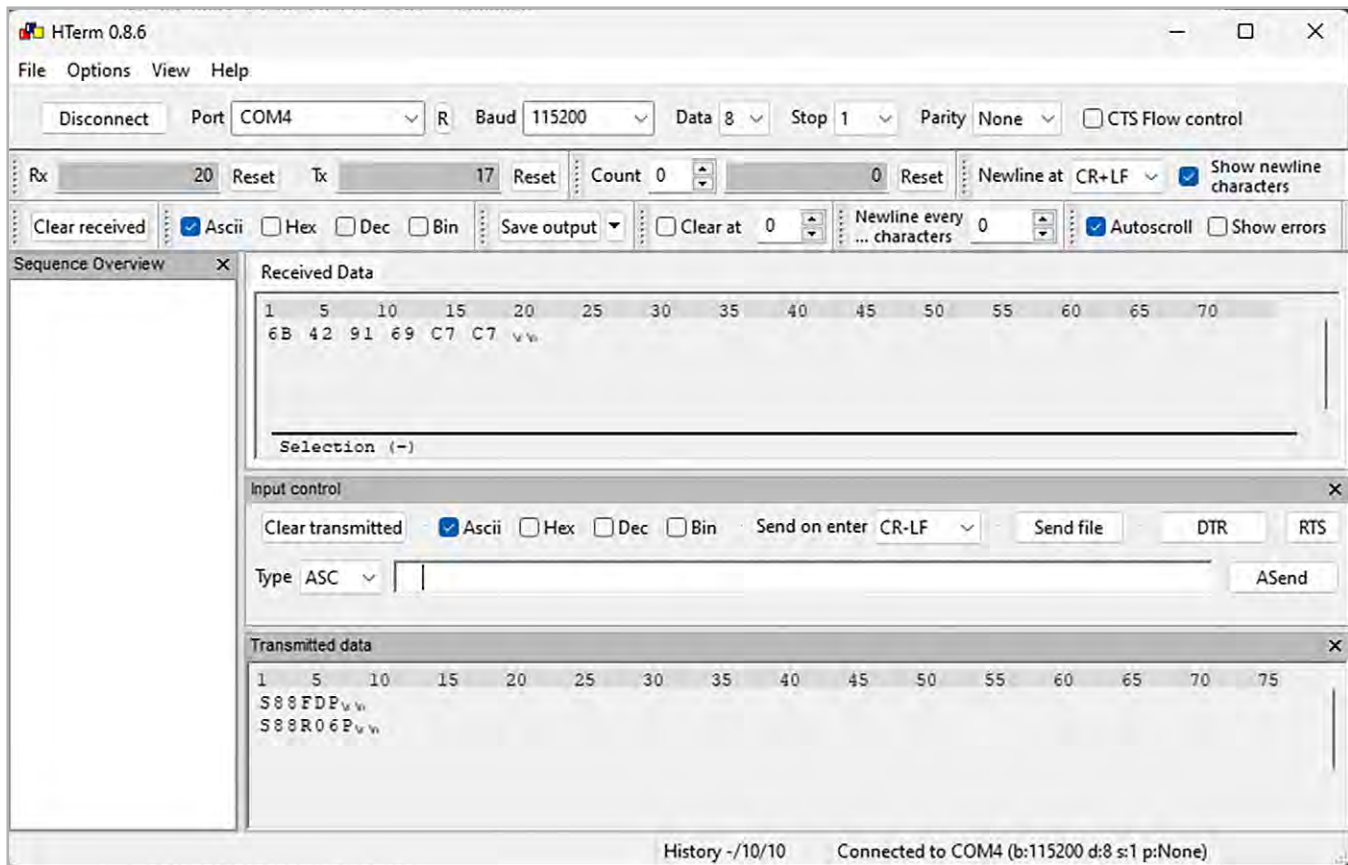 HTerm 0.8.6
File Options View Help
Disconnect Port COM4 R Baud 115200 Data 8 Stop 1 Parity None CTS Flow control
Rx 20 Reset Tx 17 Reset Count 0 0 Reset Newline at CR+LF Show newline characters
Clear received Ascii Hex Dec Bin Save output Clear at 0 Newline every ... characters 0 Autoscroll Show errors
Sequence Overview X
Received Data
1 5 10 15 20 25 30 35 40 45 50 55 60 65 70
6B 42 91 69 C7 C7 \r \n
Selection (-)
Input control
Clear transmitted Ascii Hex Dec Bin Send on enter CR-LF Send file DTR RTS
Type ASC ASend
Transmitted data
1 5 10 15 20 25 30 35 40 45 50 55 60 65 70 75
S88FDP\r \n
S88R06P\r \n
History -/10/10 Connected to COM4 (b:115200 d:8 s:1 p:None)